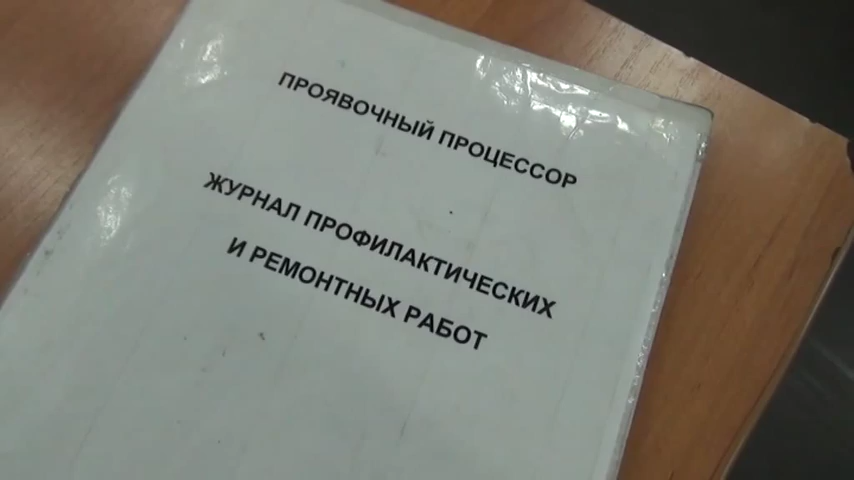 ПРОЯВОЧНЫЙ ПРОЦЕССОР
ЖУРНАЛ ПРОФИЛАКТИЧЕСКИХ
И РЕМОНТНЫХ РАБОТ